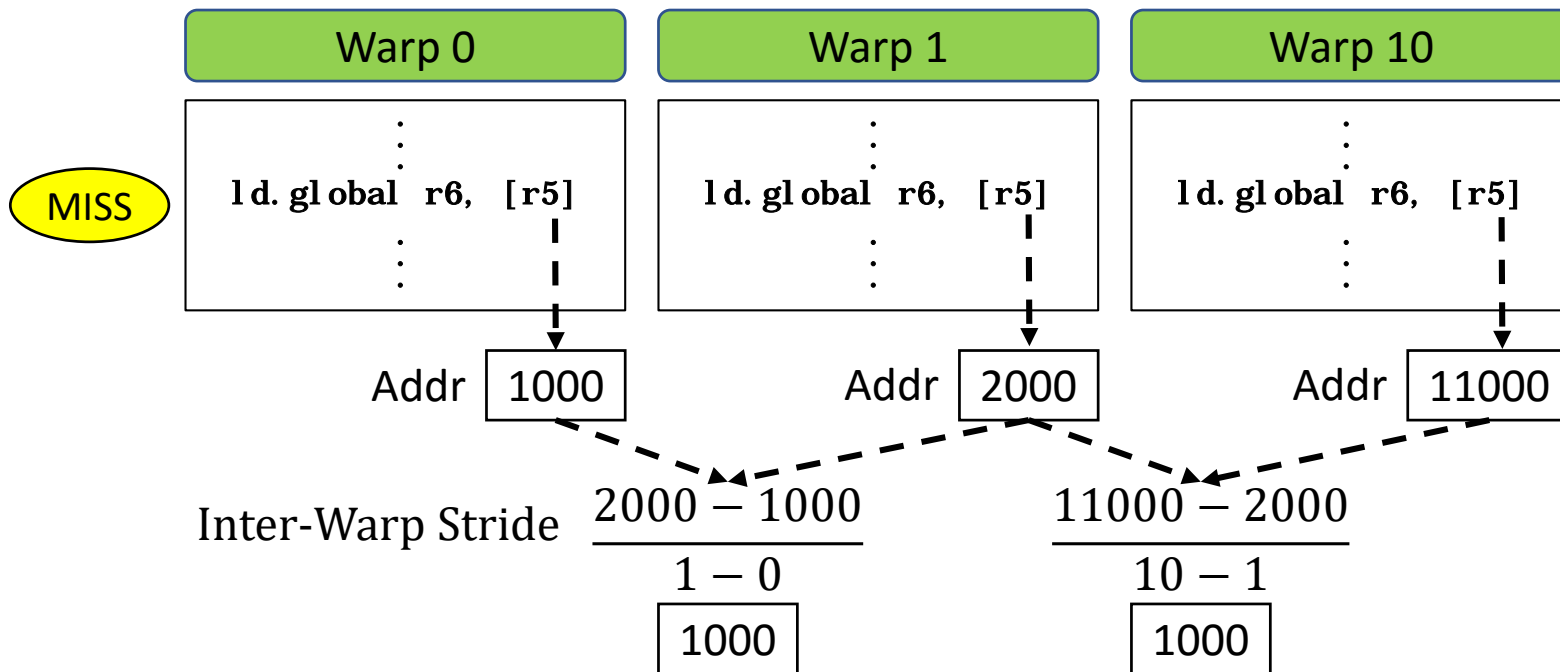 Warp 0 Warp 1 Warp 10
MISS ld.global r6, [r5] ld.global r6, [r5] ld.global r6, [r5]
Addr 1000 Addr 2000 Addr 11000
Inter-Warp Stride
2000 − 1000
1 − 0
1000
11000 − 2000
10 − 1
1000